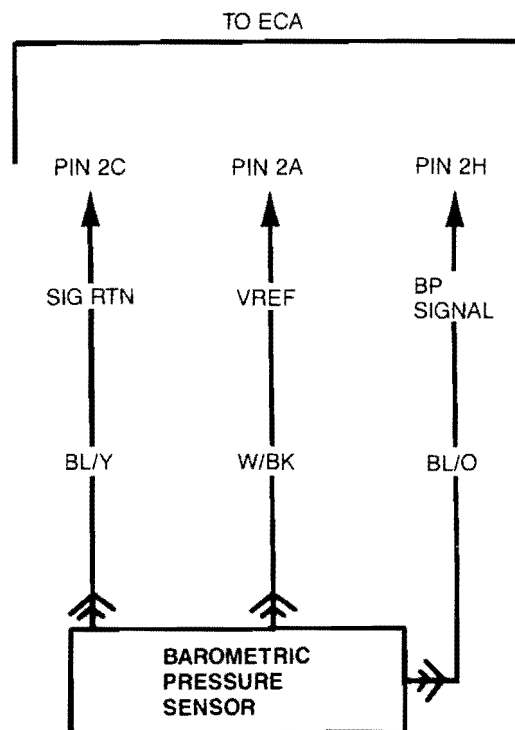 TO ECA
PIN 2C PIN 2A PIN 2H
SIG RTN VREF BP
SIGNAL
BL/Y W/BK BL/O
BAROMETRIC
PRESSURE
SENSOR